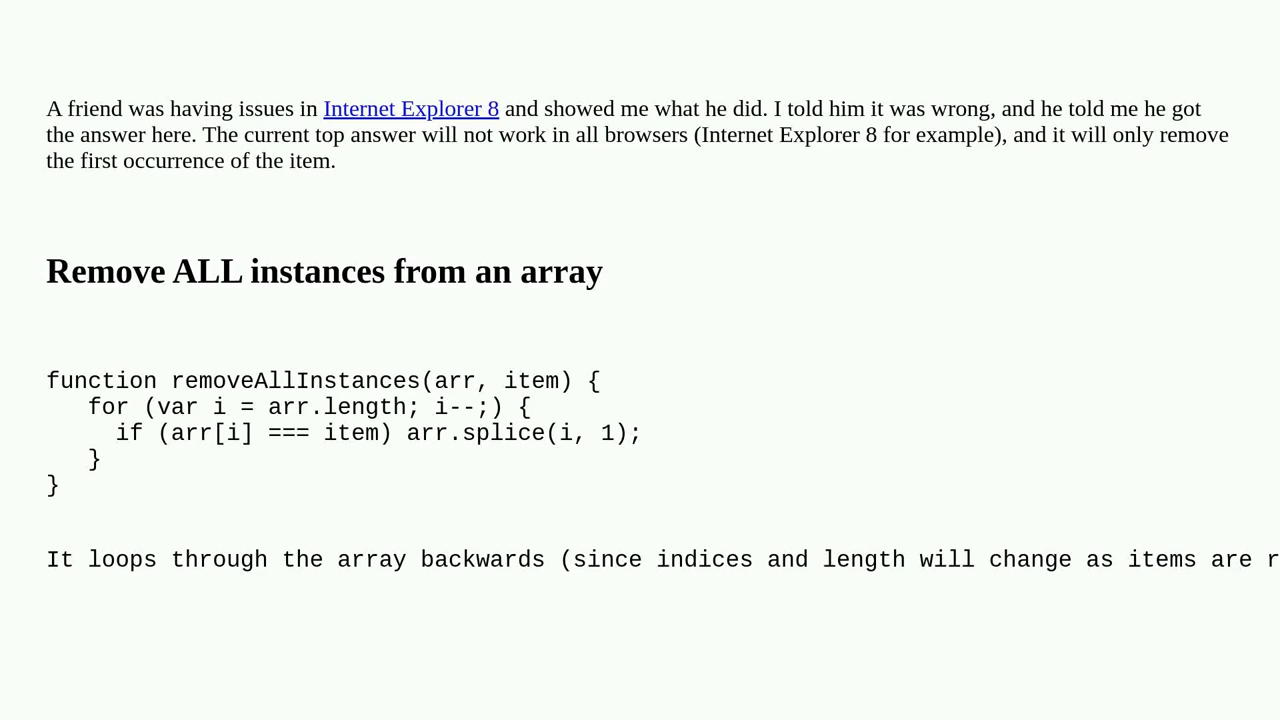 A friend was having issues in Internet Explorer 8 and showed me what he did. I told him it was wrong, and he told me he got
the answer here. The current top answer will not work in all browsers (Internet Explorer 8 for example), and it will only remove
the first occurrence of the item.
Remove ALL instances from an array
function removeAllInstances(arr, item) {
   for (var i = arr.length; i--;) {
     if (arr[i] === item) arr.splice(i, 1);
   }
}
It loops through the array backwards (since indices and length will change as items are